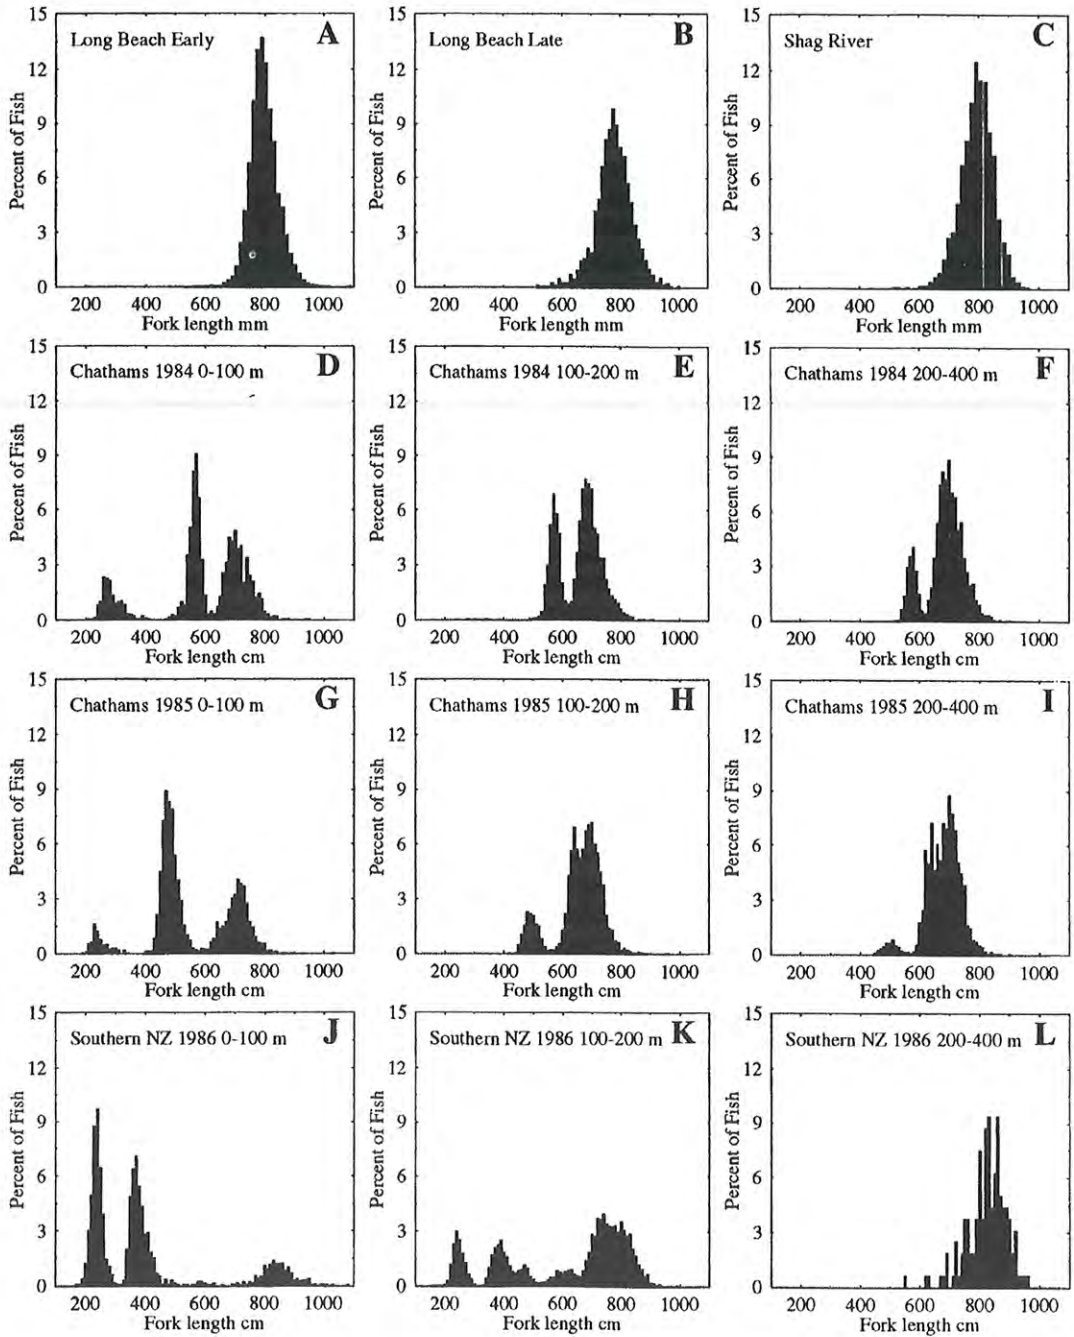 15
12
9
6
3
0
Percent of Fish
Long Beach Early
A
200 400 600 800 1000
Fork length mm
15
12
9
6
3
0
Percent of Fish
Long Beach Late
B
200 400 600 800 1000
Fork length mm
15
12
9
6
3
0
Percent of Fish
Shag River
C
200 400 600 800 1000
Fork length mm
15
12
9
6
3
0
Percent of Fish
Chathams 1984 0-100 m
D
200 400 600 800 1000
Fork length cm
15
12
9
6
3
0
Percent of Fish
Chathams 1984 100-200 m
E
200 400 600 800 1000
Fork length cm
15
12
9
6
3
0
Percent of Fish
Chathams 1984 200-400 m
F
200 400 600 800 1000
Fork length cm
15
12
9
6
3
0
Percent of Fish
Chathams 1985 0-100 m
G
200 400 600 800 1000
Fork length cm
15
12
9
6
3
0
Percent of Fish
Chathams 1985 100-200 m
H
200 400 600 800 1000
Fork length cm
15
12
9
6
3
0
Percent of Fish
Chathams 1985 200-400 m
I
200 400 600 800 1000
Fork length cm
15
12
9
6
3
0
Percent of Fish
Southern NZ 1986 0-100 m
J
200 400 600 800 1000
Fork length cm
15
12
9
6
3
0
Percent of Fish
Southern NZ 1986 100-200 m
K
200 400 600 800 1000
Fork length cm
15
12
9
6
3
0
Percent of Fish
Southern NZ 1986 200-400 m
L
200 400 600 800 1000
Fork length cm